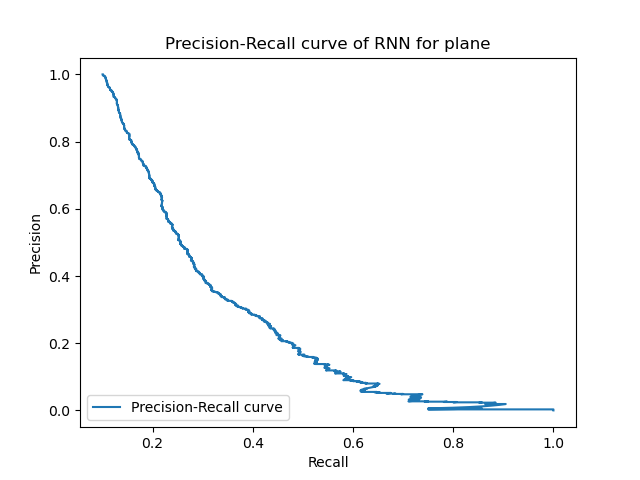 Precision-Recall curve of RNN for plane
1.0
0.8
0.6
0.4
0.2
0.0
Precision
Precision-Recall curve
0.2 0.4 0.6 0.8 1.0
Recall